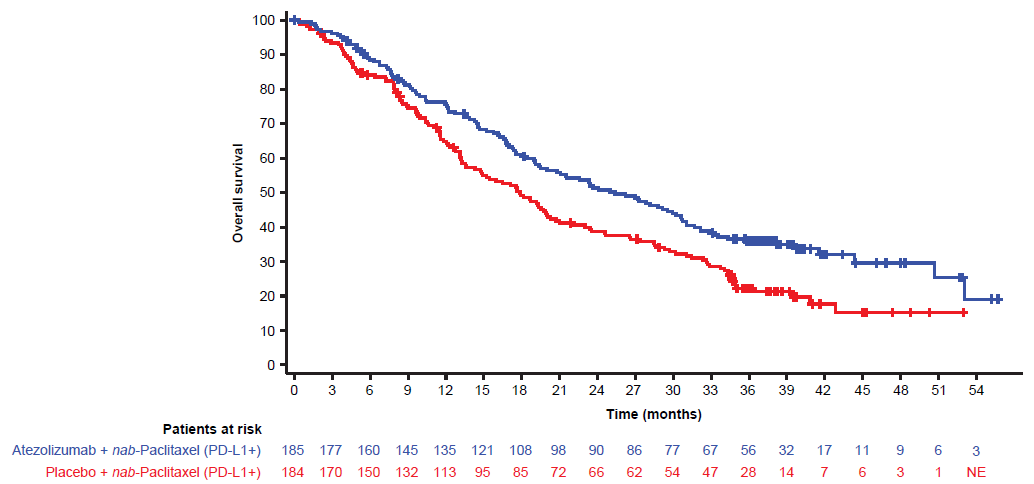 100
90
80
70
60
50
40
30
20
10
0
Overall survival
0 3 6 9 12 15 18 21 24 27 30 33 36 39 42 45 48 51 54
Time (months)
Patients at risk
Atezolizumab + nab-Paclitaxel (PD-L1+) 185 177 160 145 135 121 108 98 90 86 77 67 56 32 17 11 9 6 3
Placebo + nab-Paclitaxel (PD-L1+) 184 170 150 132 113 95 85 72 66 62 54 47 28 14 7 6 3 1 NE